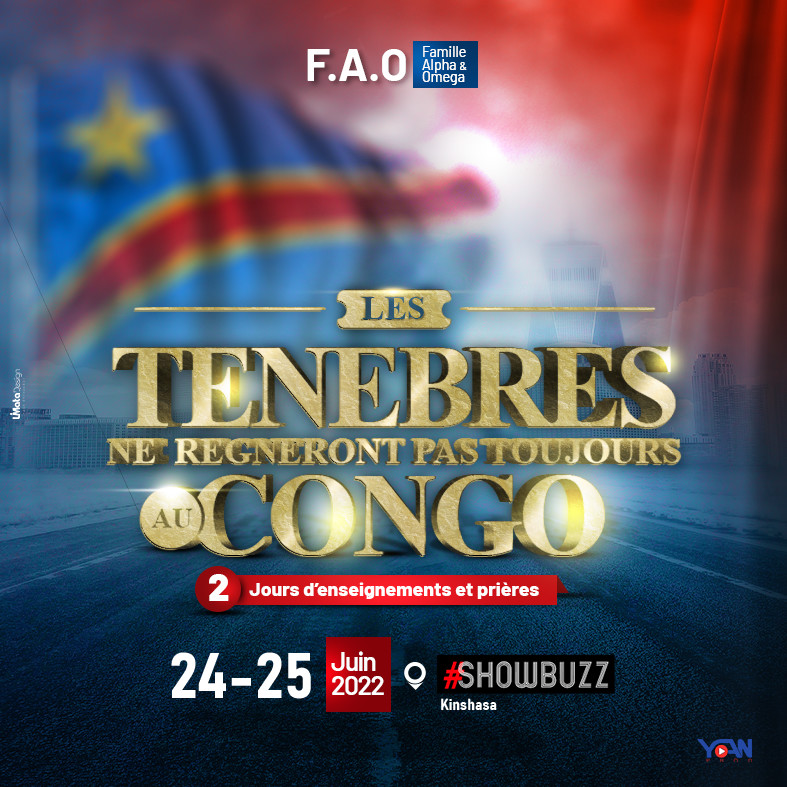 F.A.O
Famille
Alpha &
Omega
LES
TENEBRES
NE REGNERONT PAS TOUJOURS
AU CONGO
2 Jours d'enseignements et prières
24-25
Juin
2022
#SHOWBUZZ
Kinshasa
LiMotaDesign